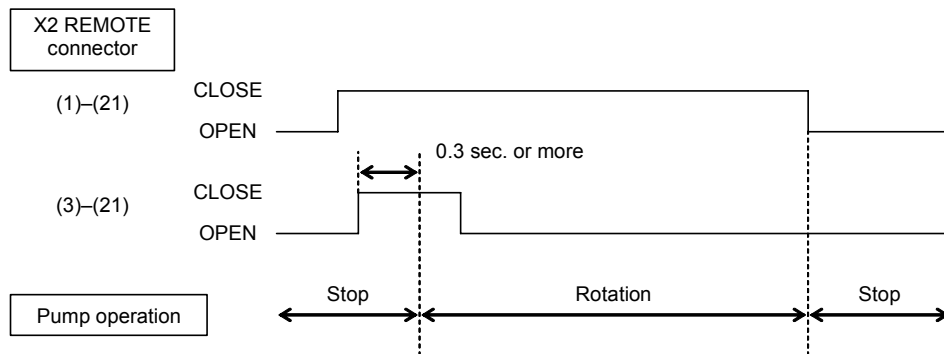 X2 REMOTE
connector
(1)–(21)
CLOSE
OPEN
0.3 sec. or more
(3)–(21)
CLOSE
OPEN
Pump operation
Stop
Rotation
Stop